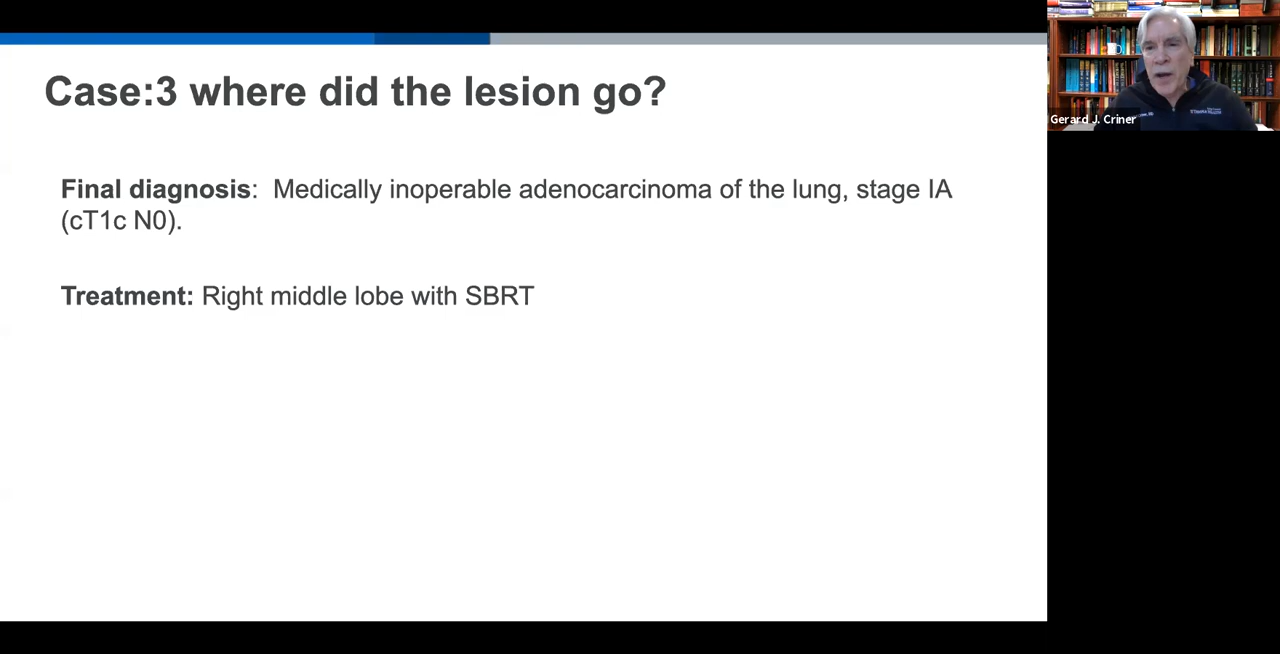 Case:3 where did the lesion go?
Final diagnosis: Medically inoperable adenocarcinoma of the lung, stage IA
(cT1c N0).
Treatment: Right middle lobe with SBRT
Gerard J. Criner